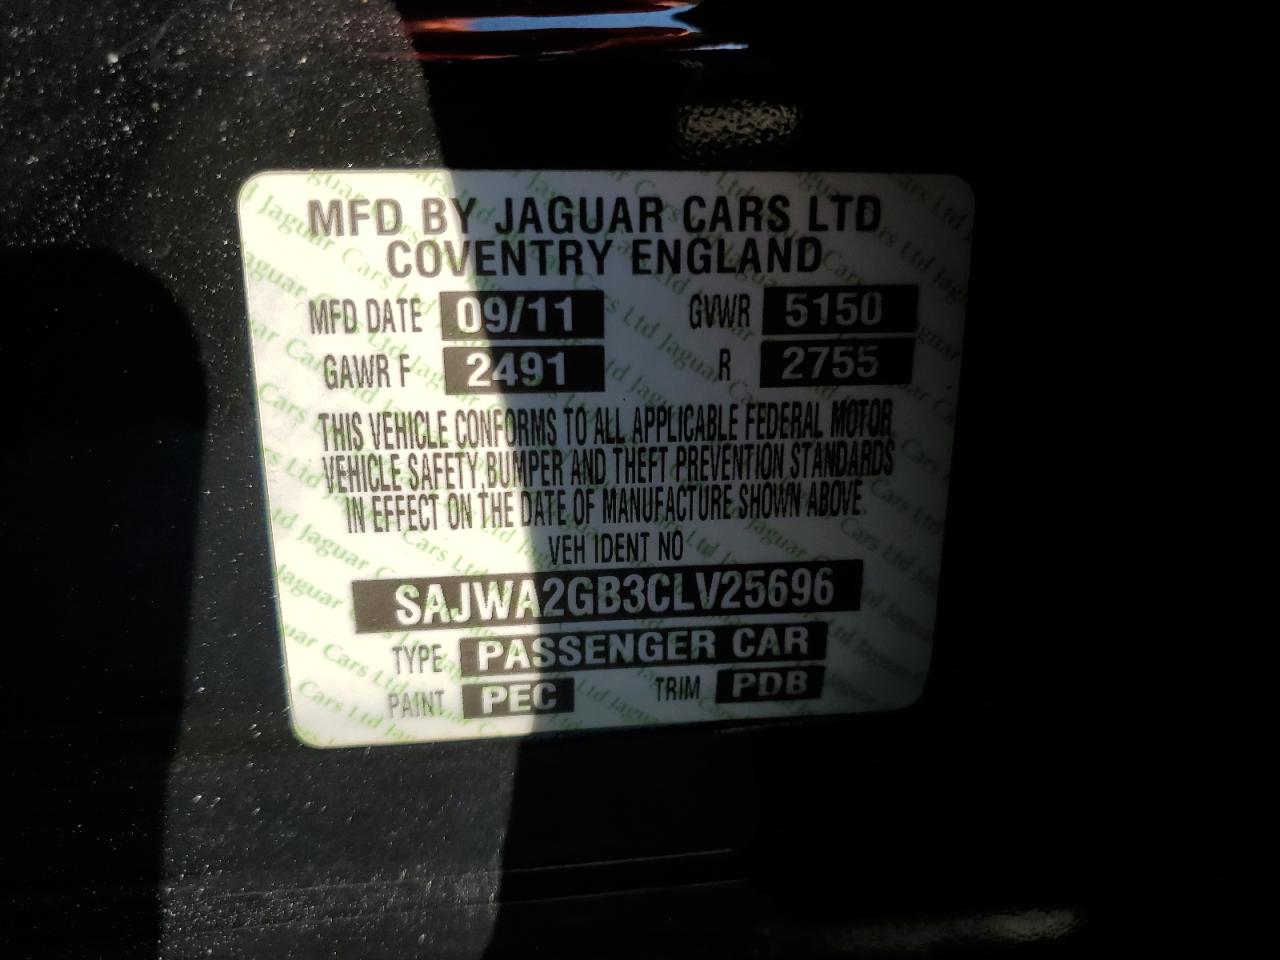 MFD BY JAGUAR CARS LTD
COVENTRY ENGLAND
MFD DATE 09/11 GVWR 5150
GAWR F 2491 R 2755
THIS VEHICLE CONFORMS TO ALL APPLICABLE FEDERAL MOTOR
VEHICLE SAFETY, BUMPER AND THEFT PREVENTION STANDARDS
IN EFFECT ON THE DATE OF MANUFACTURE SHOWN ABOVE.
VEH IDENT NO
SAJWA2GB3CLV25696
TYPE PASSENGER CAR
PAINT PEC TRIM PDB